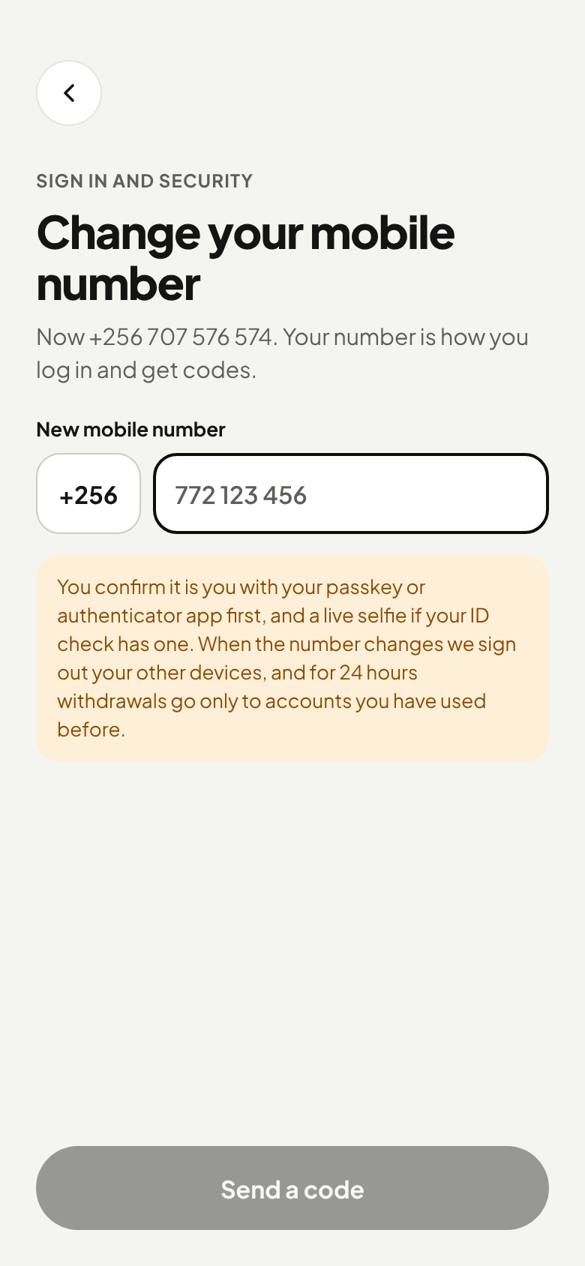 SIGN IN AND SECURITY
Change your mobile
number
Now +256 707 576 574. Your number is how you
log in and get codes.
New mobile number
+256 772 123 456
You confirm it is you with your passkey or
authenticator app first, and a live selfie if your ID
check has one. When the number changes we sign
out your other devices, and for 24 hours
withdrawals go only to accounts you have used
before.
Send a code